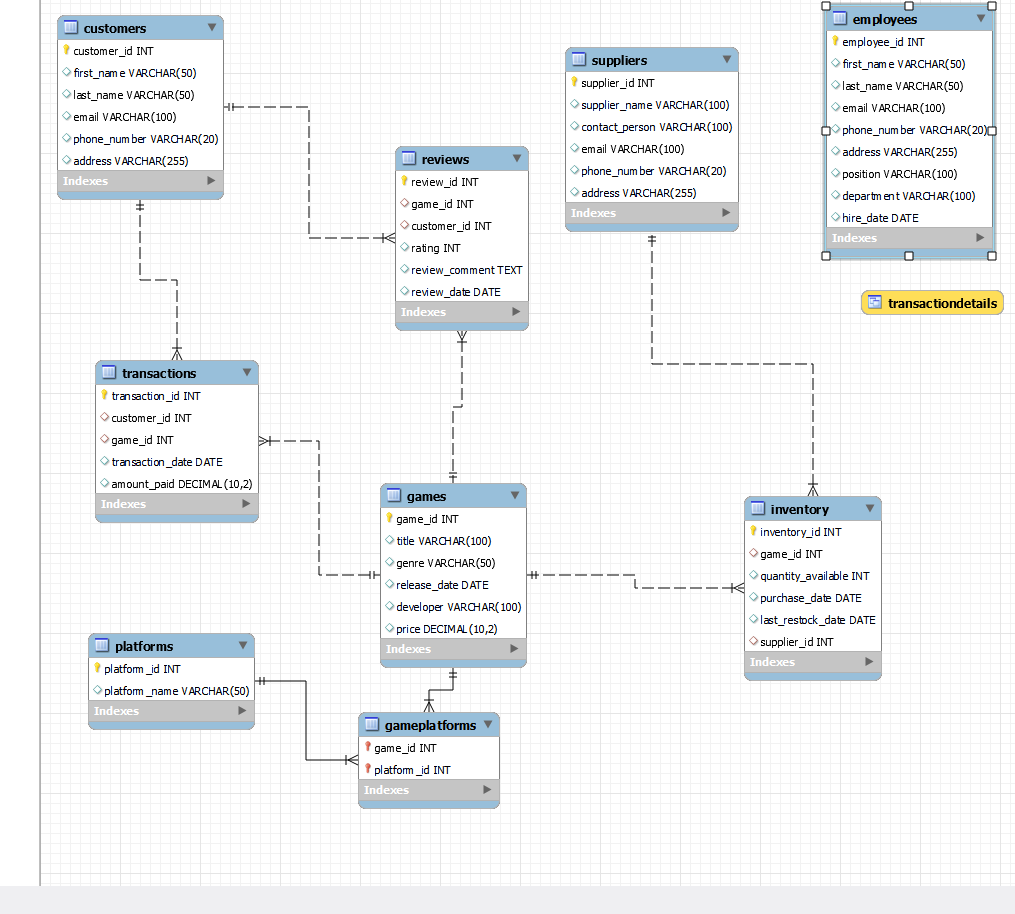 customers
customer_id INT
first_name VARCHAR(50)
last_name VARCHAR(50)
email VARCHAR(100)
phone_number VARCHAR(20)
address VARCHAR(255)
Indexes
employees
employee_id INT
first_name VARCHAR(50)
last_name VARCHAR(50)
email VARCHAR(100)
phone_number VARCHAR(20)
address VARCHAR(255)
position VARCHAR(100)
department VARCHAR(100)
hire_date DATE
Indexes
suppliers
supplier_id INT
supplier_name VARCHAR(100)
contact_person VARCHAR(100)
email VARCHAR(100)
phone_number VARCHAR(20)
address VARCHAR(255)
Indexes
reviews
review_id INT
game_id INT
customer_id INT
rating INT
review_comment TEXT
review_date DATE
Indexes
transactiondetails
transactions
transaction_id INT
customer_id INT
game_id INT
transaction_date DATE
amount_paid DECIMAL(10,2)
Indexes
games
game_id INT
title VARCHAR(100)
genre VARCHAR(50)
release_date DATE
developer VARCHAR(100)
price DECIMAL(10,2)
Indexes
inventory
inventory_id INT
game_id INT
quantity_available INT
purchase_date DATE
last_restock_date DATE
supplier_id INT
Indexes
platforms
platform_id INT
platform_name VARCHAR(50)
Indexes
gameplatforms
game_id INT
platform_id INT
Indexes